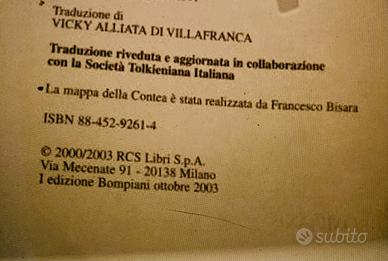 Traduzione di
VICKY ALLIATA DI VILLAFRANCA
Traduzione riveduta e aggiornata in collaborazione
con la Società Tolkieniana Italiana
La mappa della Contea è stata realizzata da Francesco Bisara
ISBN 88-452-9261-4
© 2000/2003 RCS Libri S.p.A.
Via Mecenate 91 - 20138 Milano
I edizione Bompiani ottobre 2003
subito